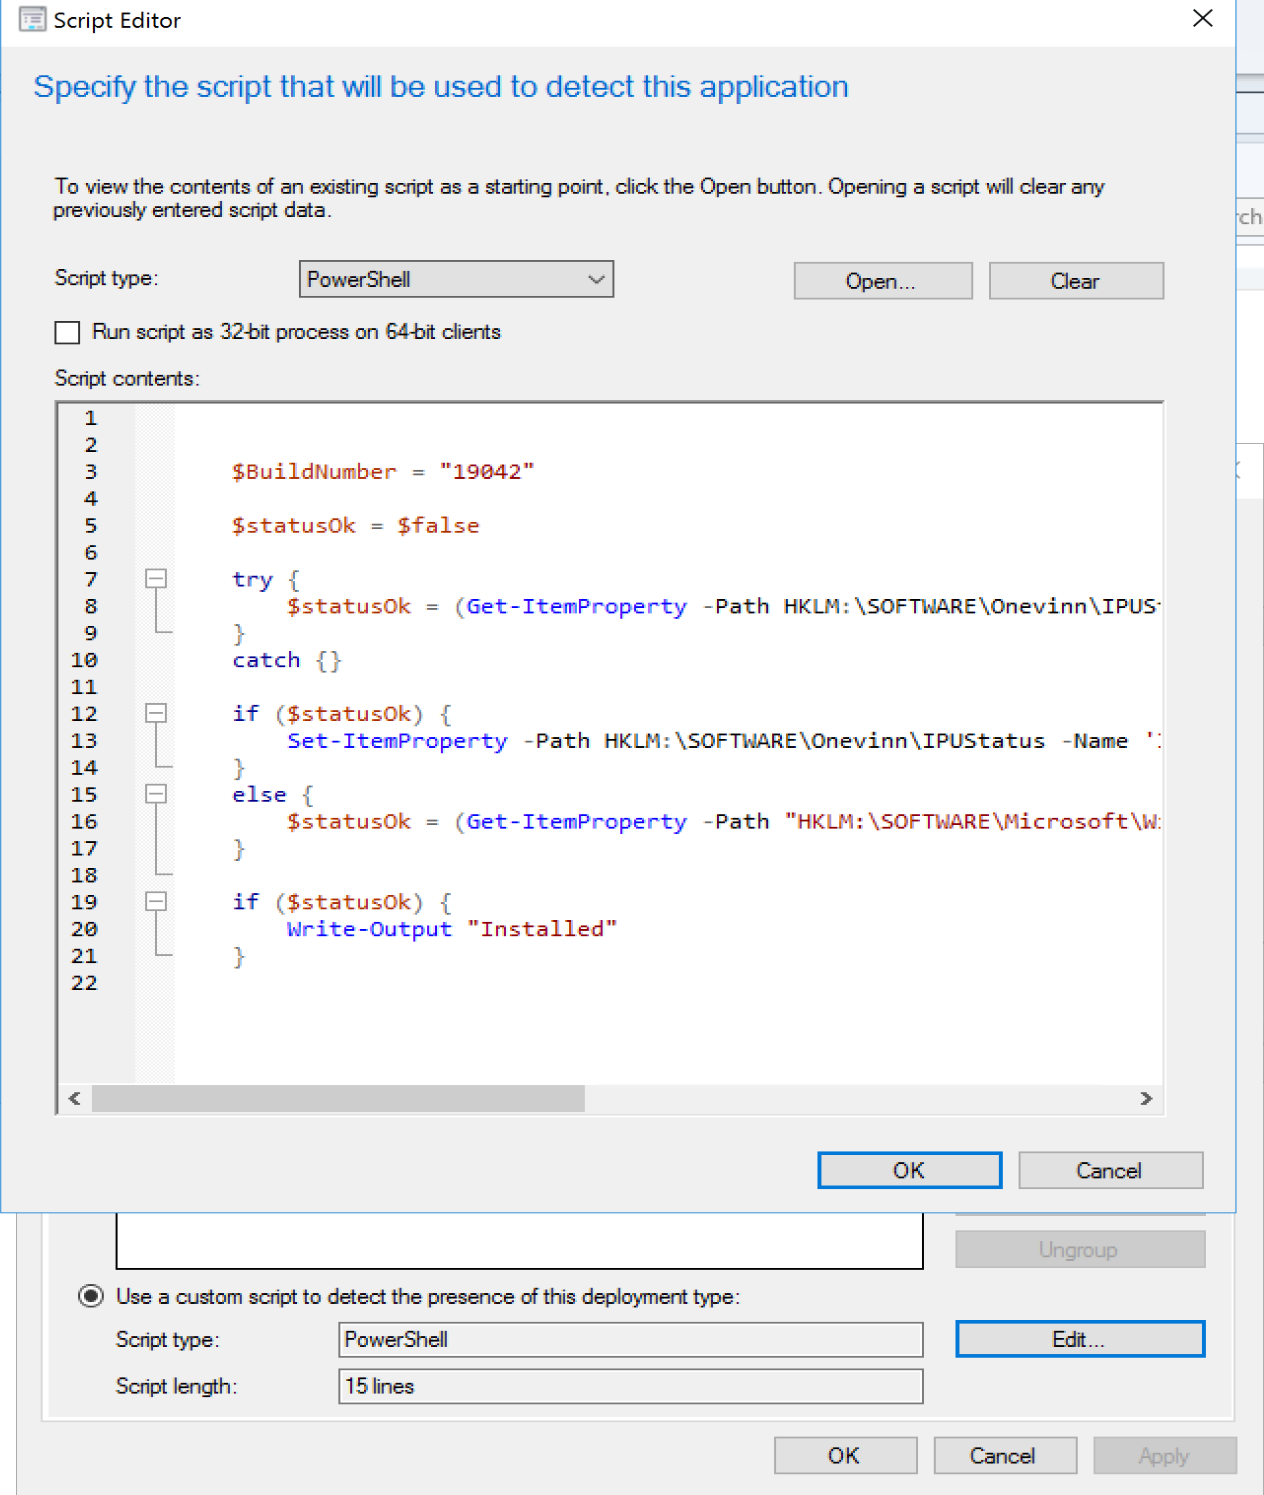 Script Editor
Specify the script that will be used to detect this application
To view the contents of an existing script as a starting point, click the Open button. Opening a script will clear any
previously entered script data.
Script type: PowerShell Open... Clear
Run script as 32-bit process on 64-bit clients
Script contents:
1
2
3 $BuildNumber = "19042"
4
5 $statusOk = $false
6
7 try {
8 $statusOk = (Get-ItemProperty -Path HKLM:\SOFTWARE\Onevinn\IPUS
9 }
10 catch {}
11
12 if ($statusOk) {
13 Set-ItemProperty -Path HKLM:\SOFTWARE\Onevinn\IPUStatus -Name '
14 }
15 else {
16 $statusOk = (Get-ItemProperty -Path "HKLM:\SOFTWARE\Microsoft\W
17 }
18
19 if ($statusOk) {
20 Write-Output "Installed"
21 }
22
OK Cancel
Ungroup
Use a custom script to detect the presence of this deployment type:
Script type: PowerShell Edit...
Script length: 15 lines
OK Cancel Apply